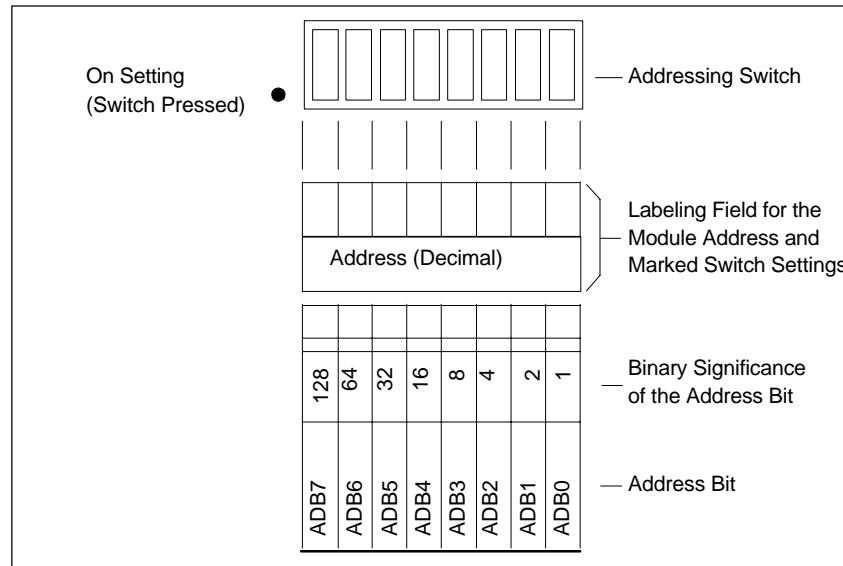 On Setting
(Switch Pressed)
Addressing Switch
Labeling Field for the
Module Address and
Marked Switch Settings
Address (Decimal)
128 64 32 16 8 4 2 1
Binary Significance
of the Address Bit
ADB7 ADB6 ADB5 ADB4 ADB3 ADB2 ADB1 ADB0
Address Bit